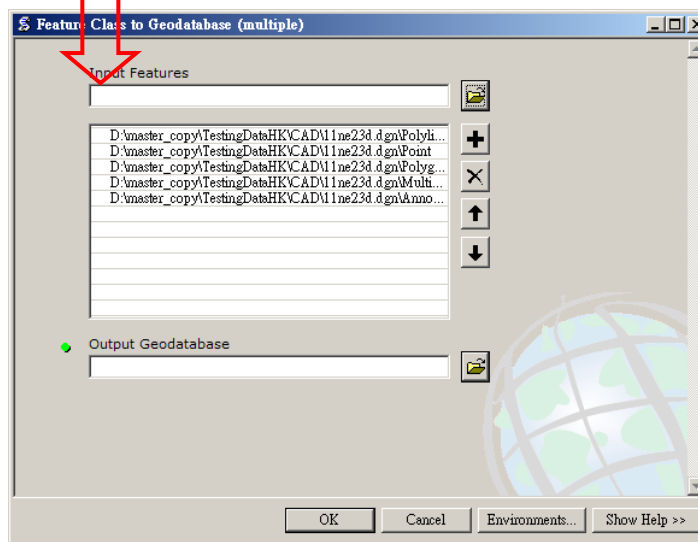 Feature Class to Geodatabase (multiple)
Input Features
D:\master_copy\TestingDataHK\CAD\11ne23d.dgn\Polyli...
D:\master_copy\TestingDataHK\CAD\11ne23d.dgn\Point
D:\master_copy\TestingDataHK\CAD\11ne23d.dgn\Polyg...
D:\master_copy\TestingDataHK\CAD\11ne23d.dgn\Multi...
D:\master_copy\TestingDataHK\CAD\11ne23d.dgn\Anno...
Output Geodatabase
OK Cancel Environments... Show Help >>